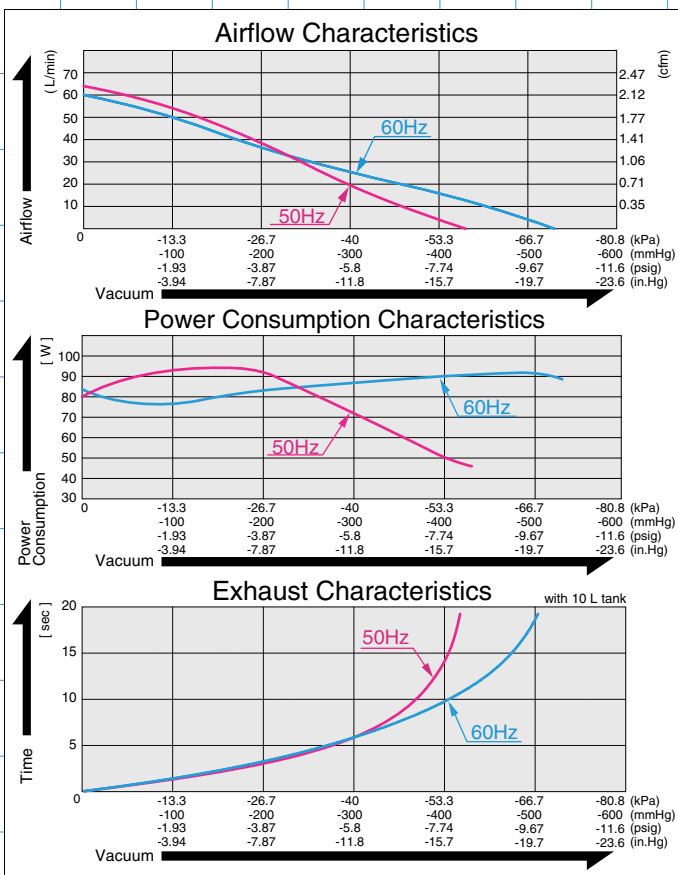 Airflow Characteristics
(L/min)
(cfm)
70
60
50
40
30
20
10
2.47
2.12
1.77
1.41
1.06
0.71
0.35
60Hz
50Hz
Airflow
0 -13.3 -26.7 -40 -53.3 -66.7 -80.8 (kPa)
-100 -200 -300 -400 -500 -600 (mmHg)
-1.93 -3.87 -5.8 -7.74 -9.67 -11.6 (psig)
-3.94 -7.87 -11.8 -15.7 -19.7 -23.6 (in.Hg)
Vacuum
Power Consumption Characteristics
[W]
100
90
80
70
60
50
40
30
60Hz
50Hz
Power
Consumption
0 -13.3 -26.7 -40 -53.3 -66.7 -80.8 (kPa)
-100 -200 -300 -400 -500 -600 (mmHg)
-1.93 -3.87 -5.8 -7.74 -9.67 -11.6 (psig)
-3.94 -7.87 -11.8 -15.7 -19.7 -23.6 (in.Hg)
Vacuum
Exhaust Characteristics
with 10 L tank
[sec]
20
15
10
5
50Hz
60Hz
Time
0 -13.3 -26.7 -40 -53.3 -66.7 -80.8 (kPa)
-100 -200 -300 -400 -500 -600 (mmHg)
-1.93 -3.87 -5.8 -7.74 -9.67 -11.6 (psig)
-3.94 -7.87 -11.8 -15.7 -19.7 -23.6 (in.Hg)
Vacuum